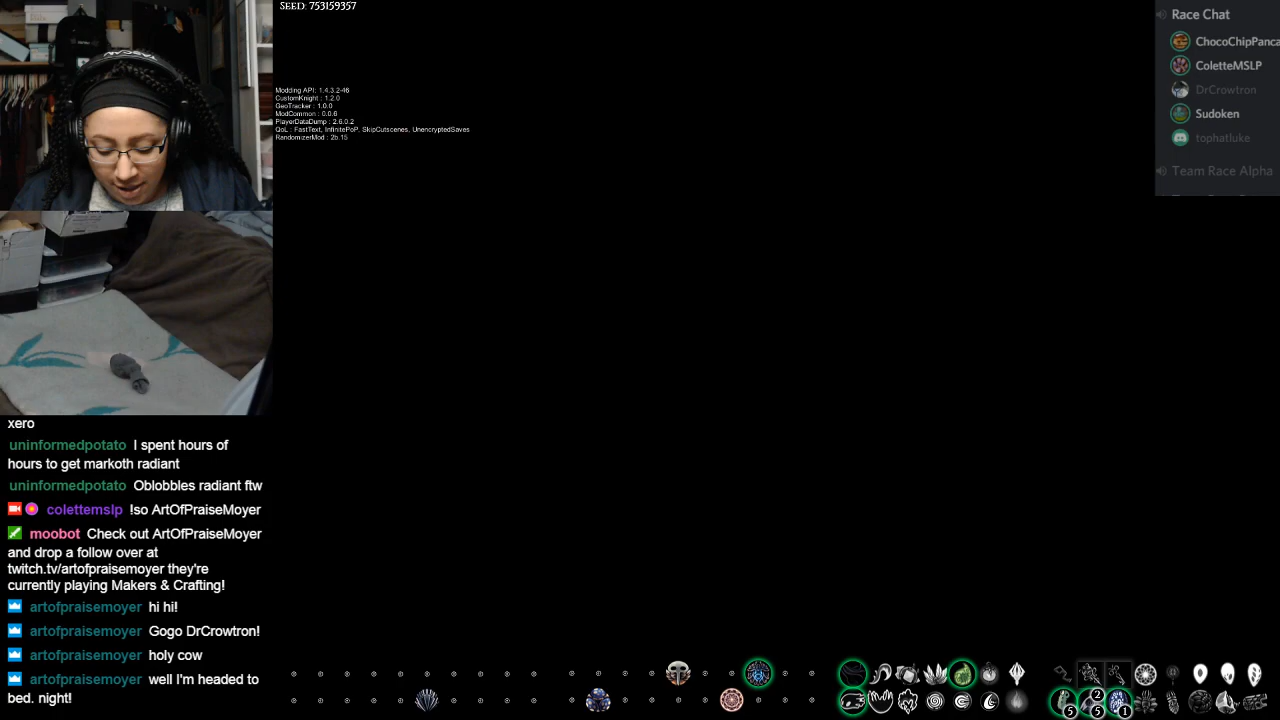 SEED: 753159357
Modding API: 1.4.3.2-46
CustomKnight : 1.2.0
GeoTracker : 1.0.0
ModCommon : 0.0.6
PlayerDataDump : 2.6.0.2
QoL : FastText, InfinitePoP, SkipCutscenes, UnencryptedSaves
RandomizerMod : 2b.15
Race Chat
ChocoChipPanca
ColetteMSLP
DrCrowtron
Sudoken
tophatluke
Team Race Alpha
xero
uninformedpotato I spent hours of
hours to get markoth radiant
uninformedpotato Oblobbles radiant ftw
colettemslp !so ArtOfPraiseMoyer
moobot Check out ArtOfPraiseMoyer
and drop a follow over at
twitch.tv/artofpraisemoyer they're
currently playing Makers & Crafting!
artofpraisemoyer hi hi!
artofpraisemoyer Gogo DrCrowtron!
artofpraisemoyer holy cow
artofpraisemoyer well I'm headed to
bed. night!
2
5
5
1